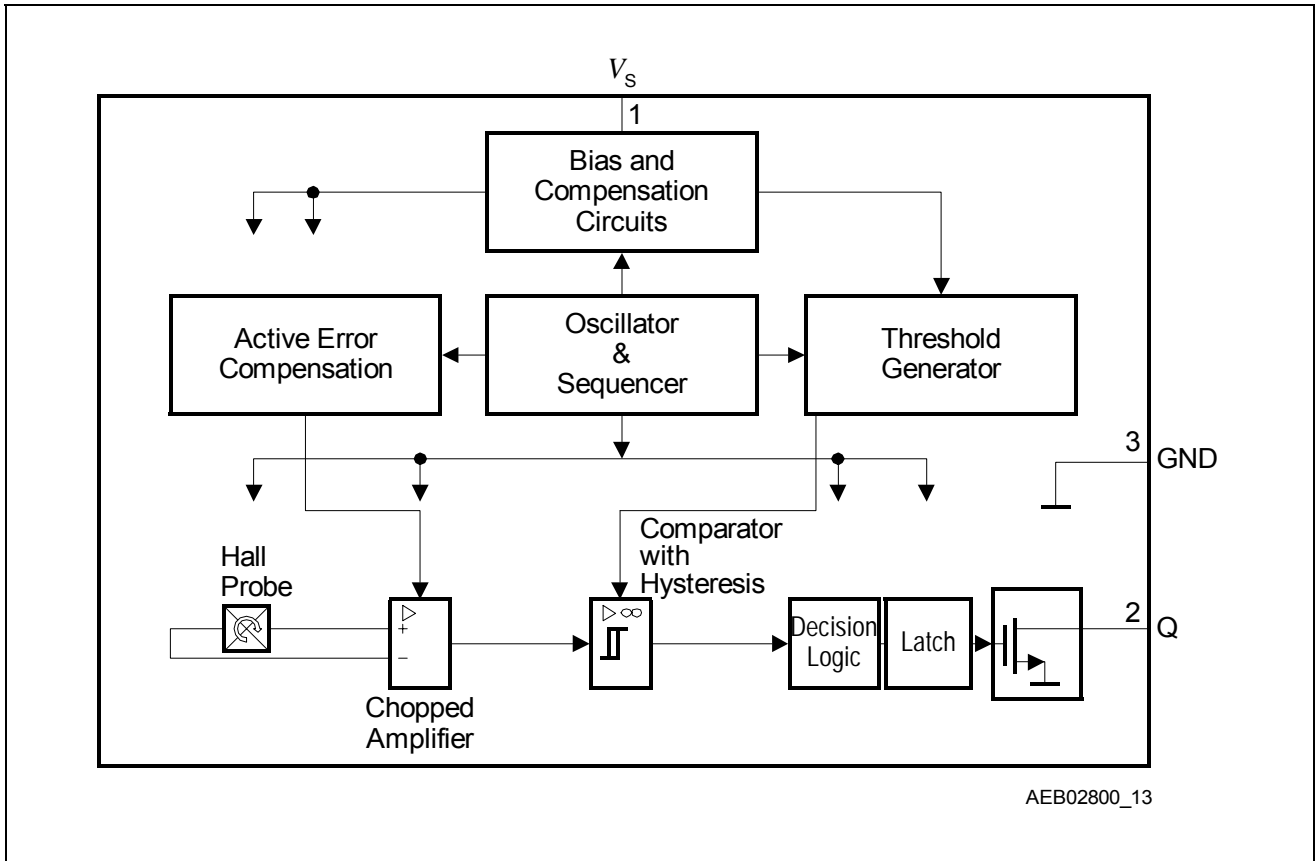 VS
1
Bias and
Compensation
Circuits
Active Error
Compensation
Oscillator
&
Sequencer
Threshold
Generator
3
GND
Hall
Probe
Comparator
with
Hysteresis
▷
+
−
▷ ∞
Decision
Logic
Latch
2
Q
Chopped
Amplifier
AEB02800_13